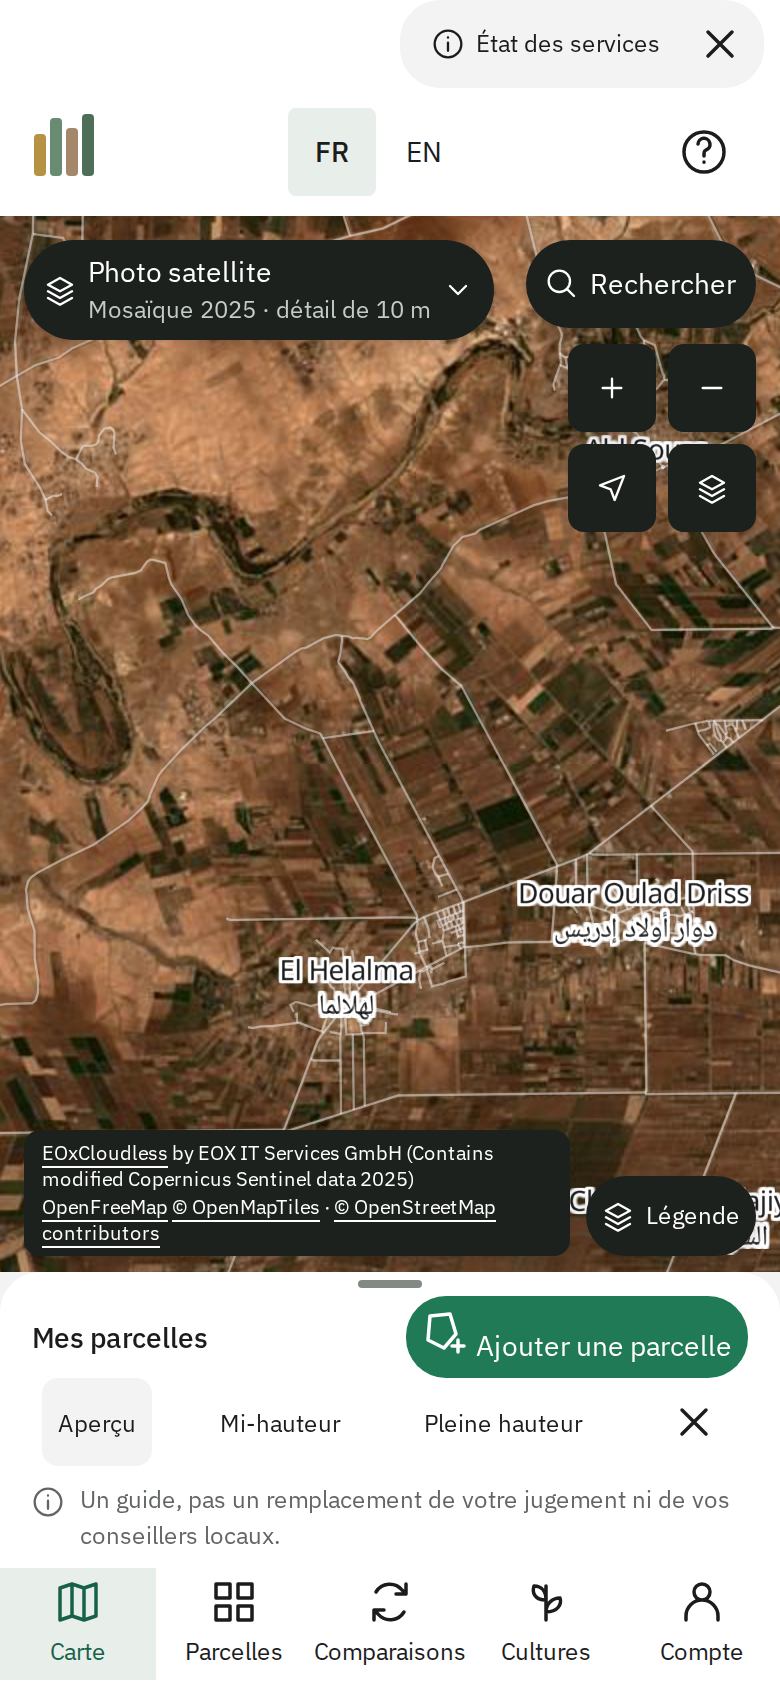 État des services
FR EN
Photo satellite
Mosaïque 2025 · détail de 10 m
Rechercher
Douar Oulad Driss
دوار أولاد إدريس
El Helalma
لهلالما
EOxCloudless by EOX IT Services GmbH (Contains
modified Copernicus Sentinel data 2025)
OpenFreeMap © OpenMapTiles · © OpenStreetMap
contributors
Légende
Mes parcelles
Ajouter une parcelle
Aperçu Mi-hauteur Pleine hauteur
Un guide, pas un remplacement de votre jugement ni de vos
conseillers locaux.
Carte Parcelles Comparaisons Cultures Compte